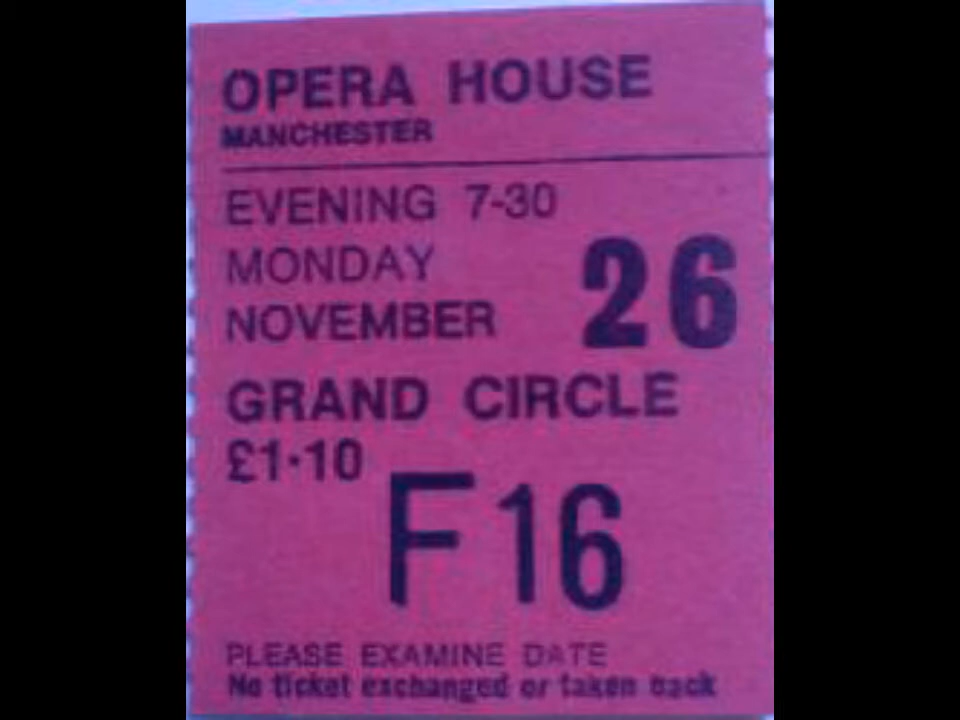 OPERA HOUSE
MANCHESTER
EVENING 7-30
MONDAY
NOVEMBER 26
GRAND CIRCLE
£1·10
F 16
PLEASE EXAMINE DATE
No ticket exchanged or taken back